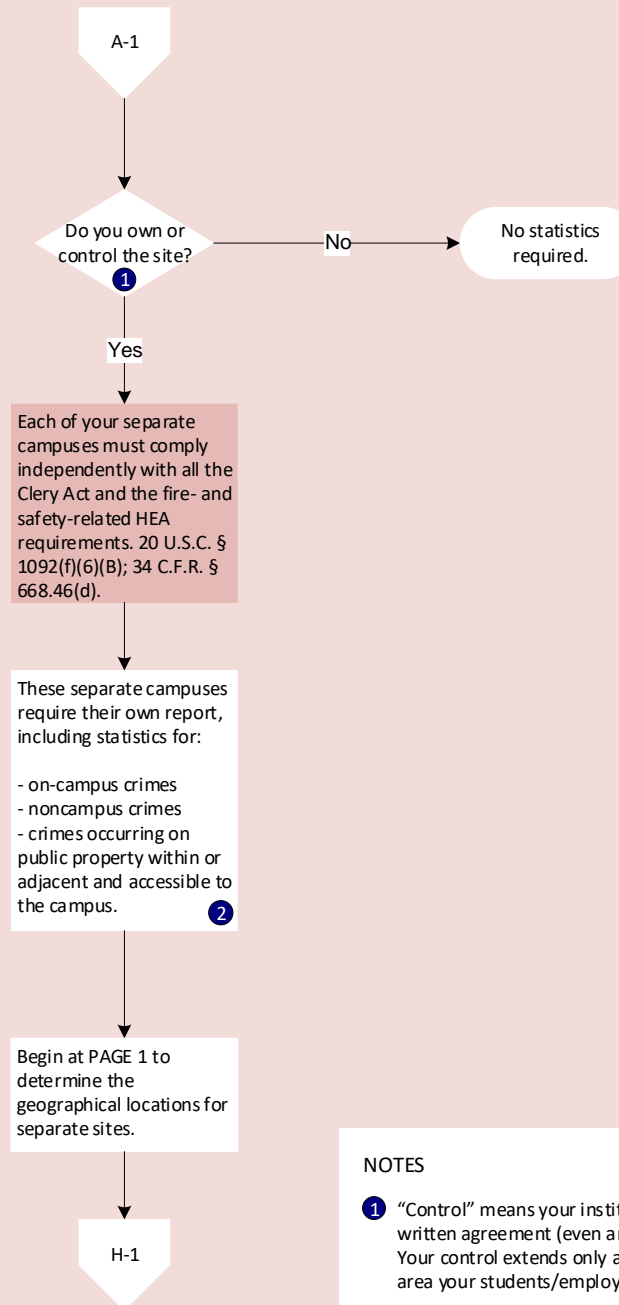 A-1
Do you own or
control the site?
1
No
No statistics
required.
Yes
Each of your separate
campuses must comply
independently with all the
Clery Act and the fire- and
safety-related HEA
requirements. 20 U.S.C. §
1092(f)(6)(B); 34 C.F.R. §
668.46(d).
These separate campuses
require their own report,
including statistics for:
- on-campus crimes
- noncampus crimes
- crimes occurring on
public property within or
adjacent and accessible to
the campus.
2
Begin at PAGE 1 to
determine the
geographical locations for
separate sites.
H-1
NOTES
1 “Control” means your
written agreement (even
Your control extends only
area your